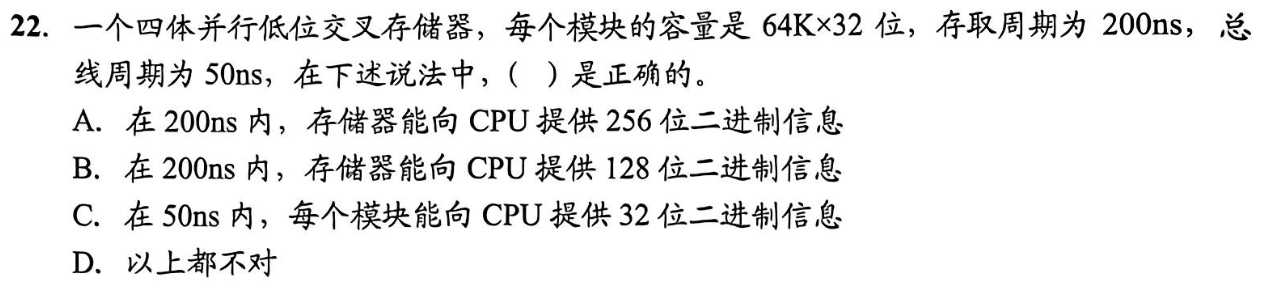 22. 一个四体并行低位交叉存储器，每个模块的容量是 64K×32 位，存取周期为 200ns，总
线周期为 50ns，在下述说法中，（ ）是正确的。
A. 在 200ns 内，存储器能向 CPU 提供 256 位二进制信息
B. 在 200ns 内，存储器能向 CPU 提供 128 位二进制信息
C. 在 50ns 内，每个模块能向 CPU 提供 32 位二进制信息
D. 以上都不对